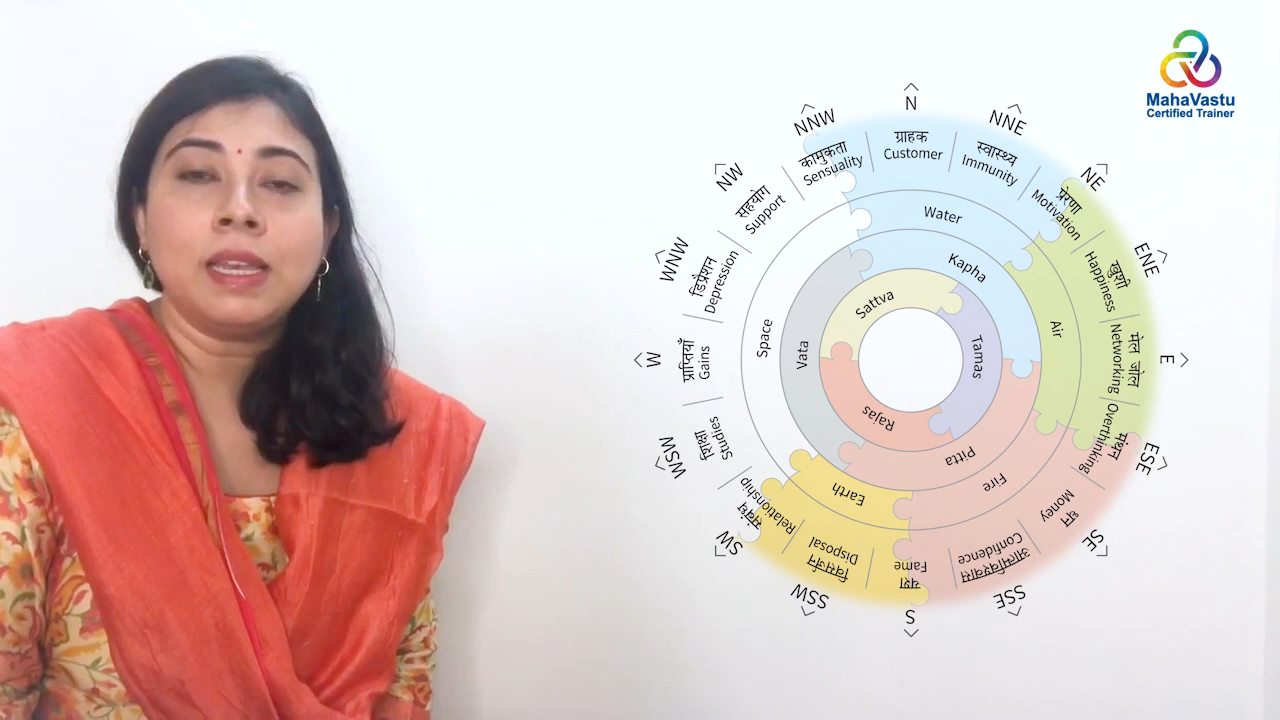 MahaVastu
Certified Trainer
N
ग्राहक
Customer
NNE
स्वास्थ्य
Immunity
NE
प्रेरणा
Motivation
ENE
खुशी
Happiness
E
मेल जोल
Networking
ESE
मंथन
Overthinking
SE
धन
Money
SSE
आत्मविश्वास
Confidence
S
यश
Fame
SSW
विसर्जन
Disposal
SW
संबंध
Relationship
WSW
शिक्षा
Studies
W
प्राप्तियाँ
Gains
WNW
डिप्रेशन
Depression
NW
सहयोग
Support
NNW
कामुकता
Sensuality
Water
Air
Fire
Earth
Space
Kapha
Pitta
Vata
Sattva
Tamas
Rajas